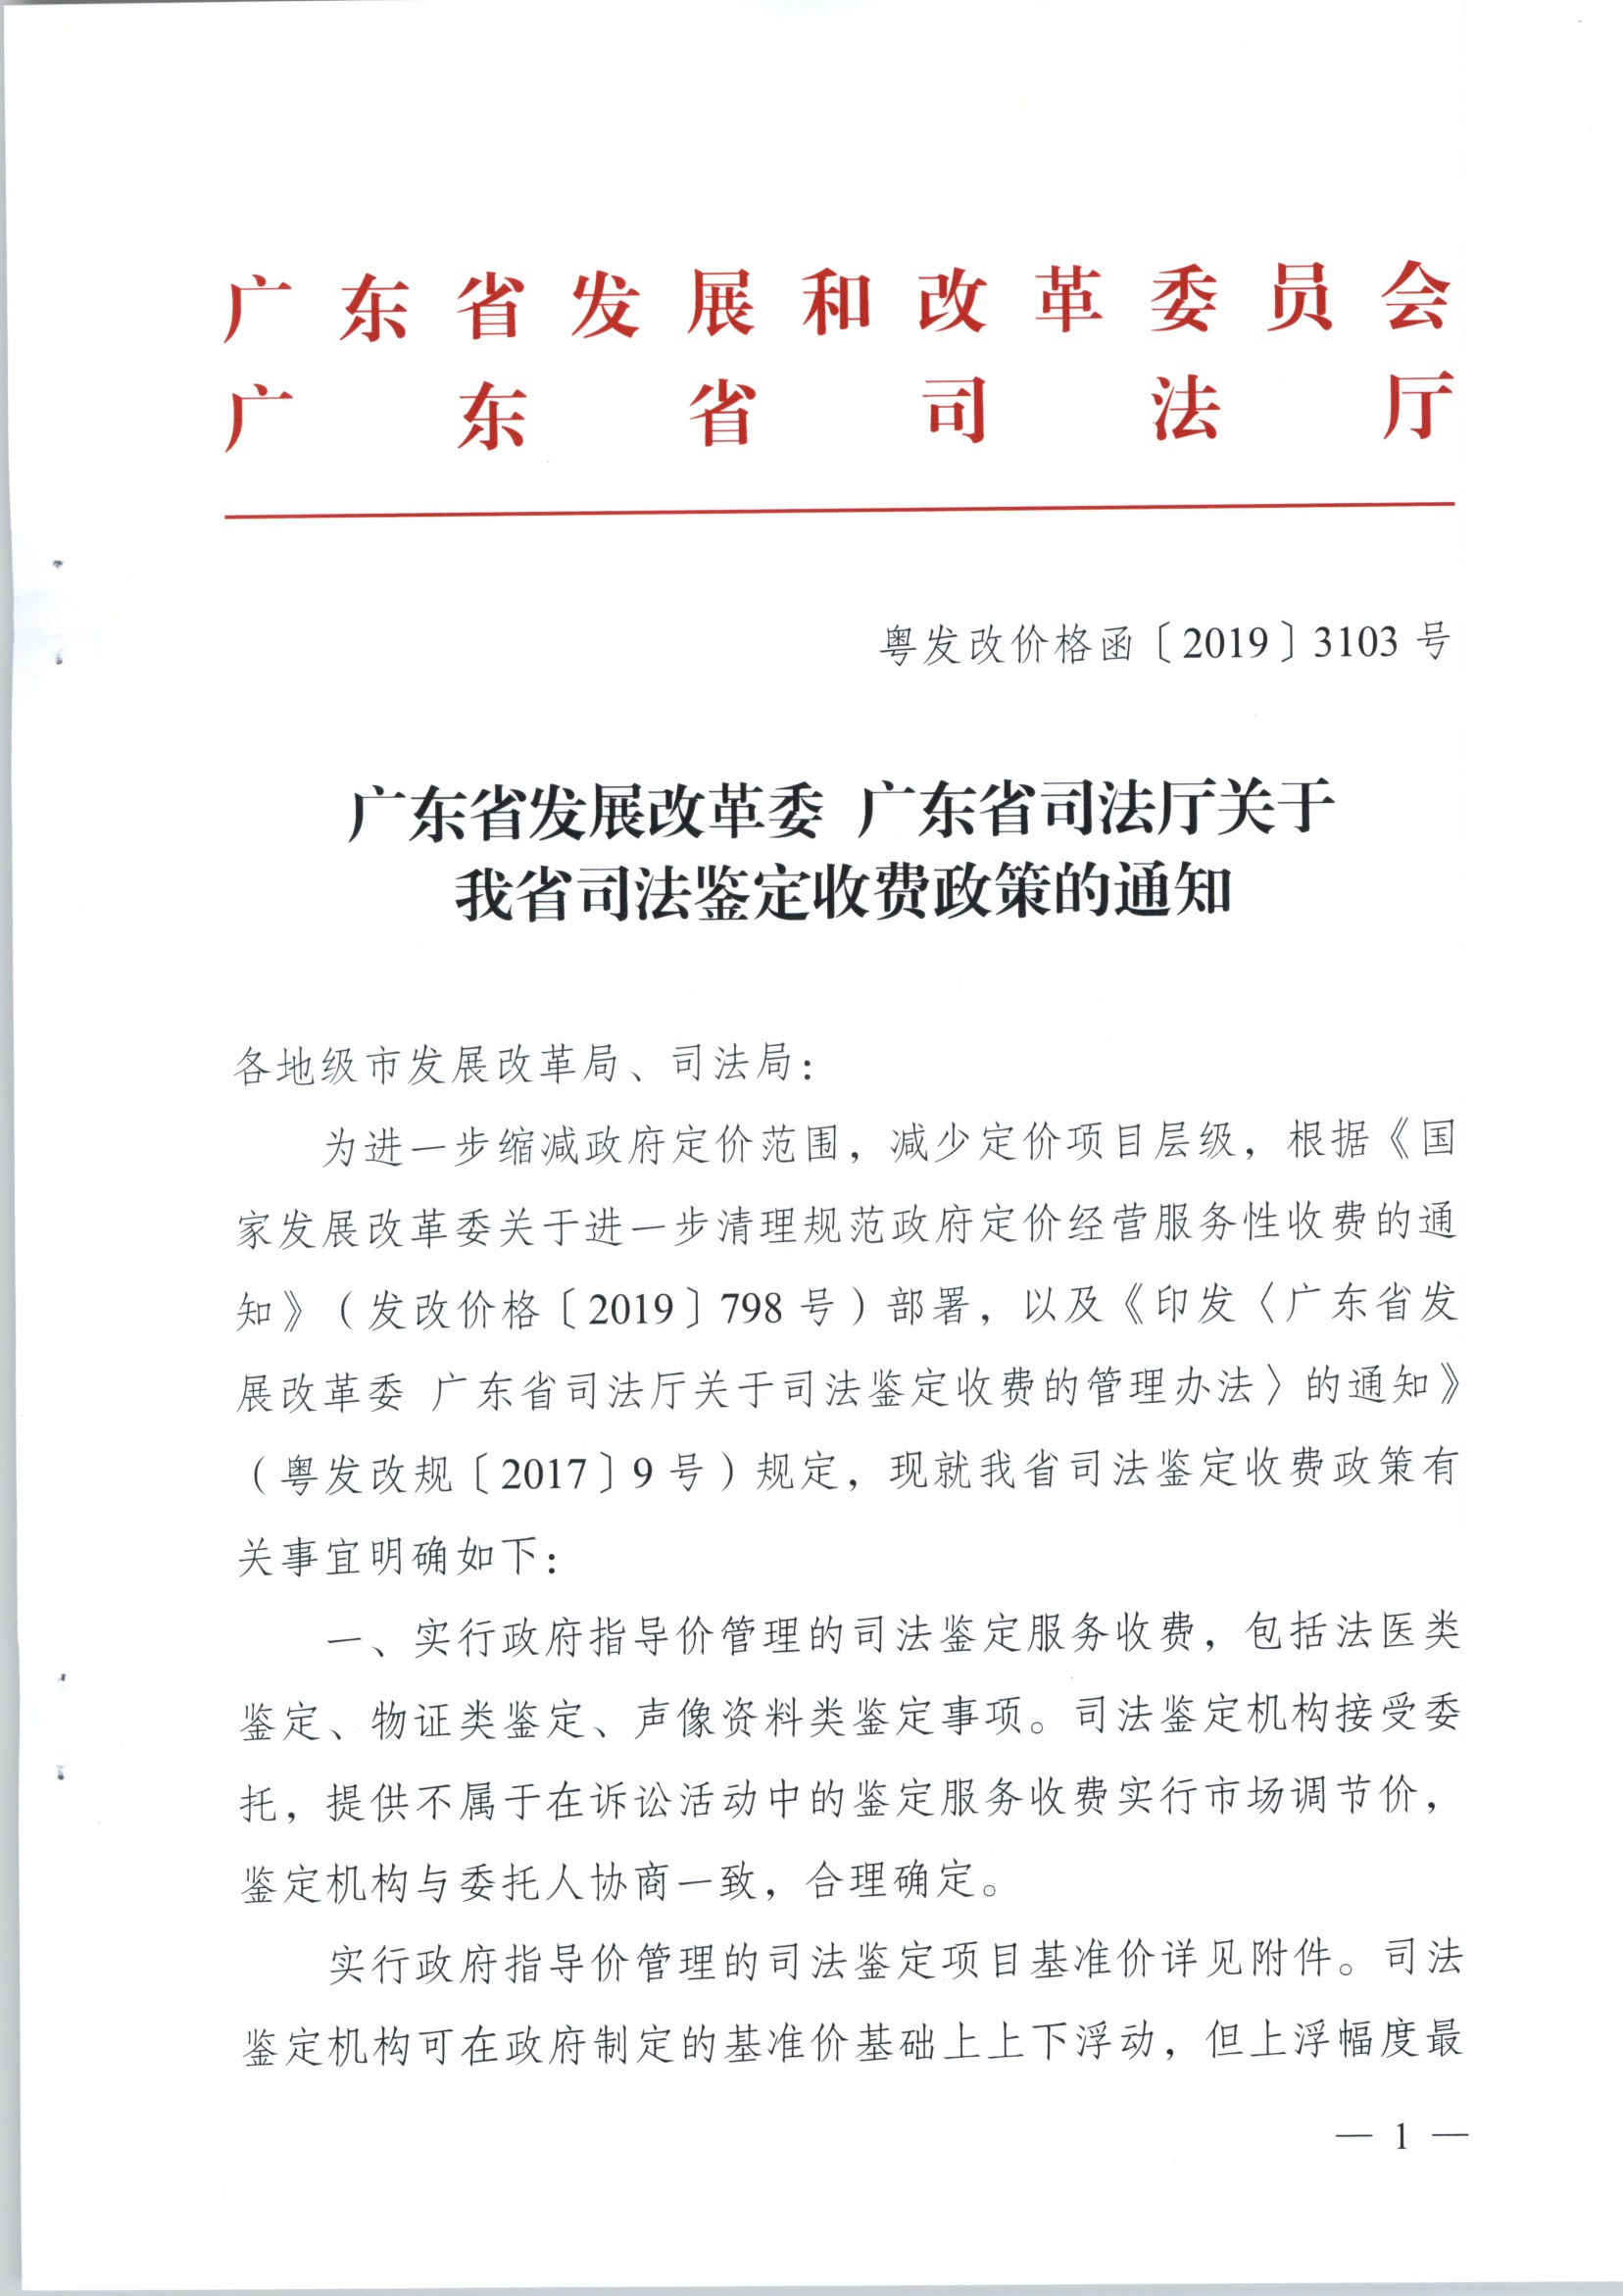 广东省发展和改革委员会
广东省司法厅
粤发改价格函〔2019〕3103号
广东省发展改革委 广东省司法厅关于
我省司法鉴定收费政策的通知
各地级市发展改革局、司法局：
为进一步缩减政府定价范围，减少定价项目层级，根据《国
家发展改革委关于进一步清理规范政府定价经营服务性收费的通
知》（发改价格〔2019〕798号）部署，以及《印发〈广东省发
展改革委 广东省司法厅关于司法鉴定收费的管理办法〉的通知》
（粤发改规〔2017〕9号）规定，现就我省司法鉴定收费政策有
关事宜明确如下：
一、实行政府指导价管理的司法鉴定服务收费，包括法医类
鉴定、物证类鉴定、声像资料类鉴定事项。司法鉴定机构接受委
托，提供不属于在诉讼活动中的鉴定服务收费实行市场调节价，
鉴定机构与委托人协商一致，合理确定。
实行政府指导价管理的司法鉴定项目基准价详见附件。司法
鉴定机构可在政府制定的基准价基础上上下浮动，但上浮幅度最
— 1 —